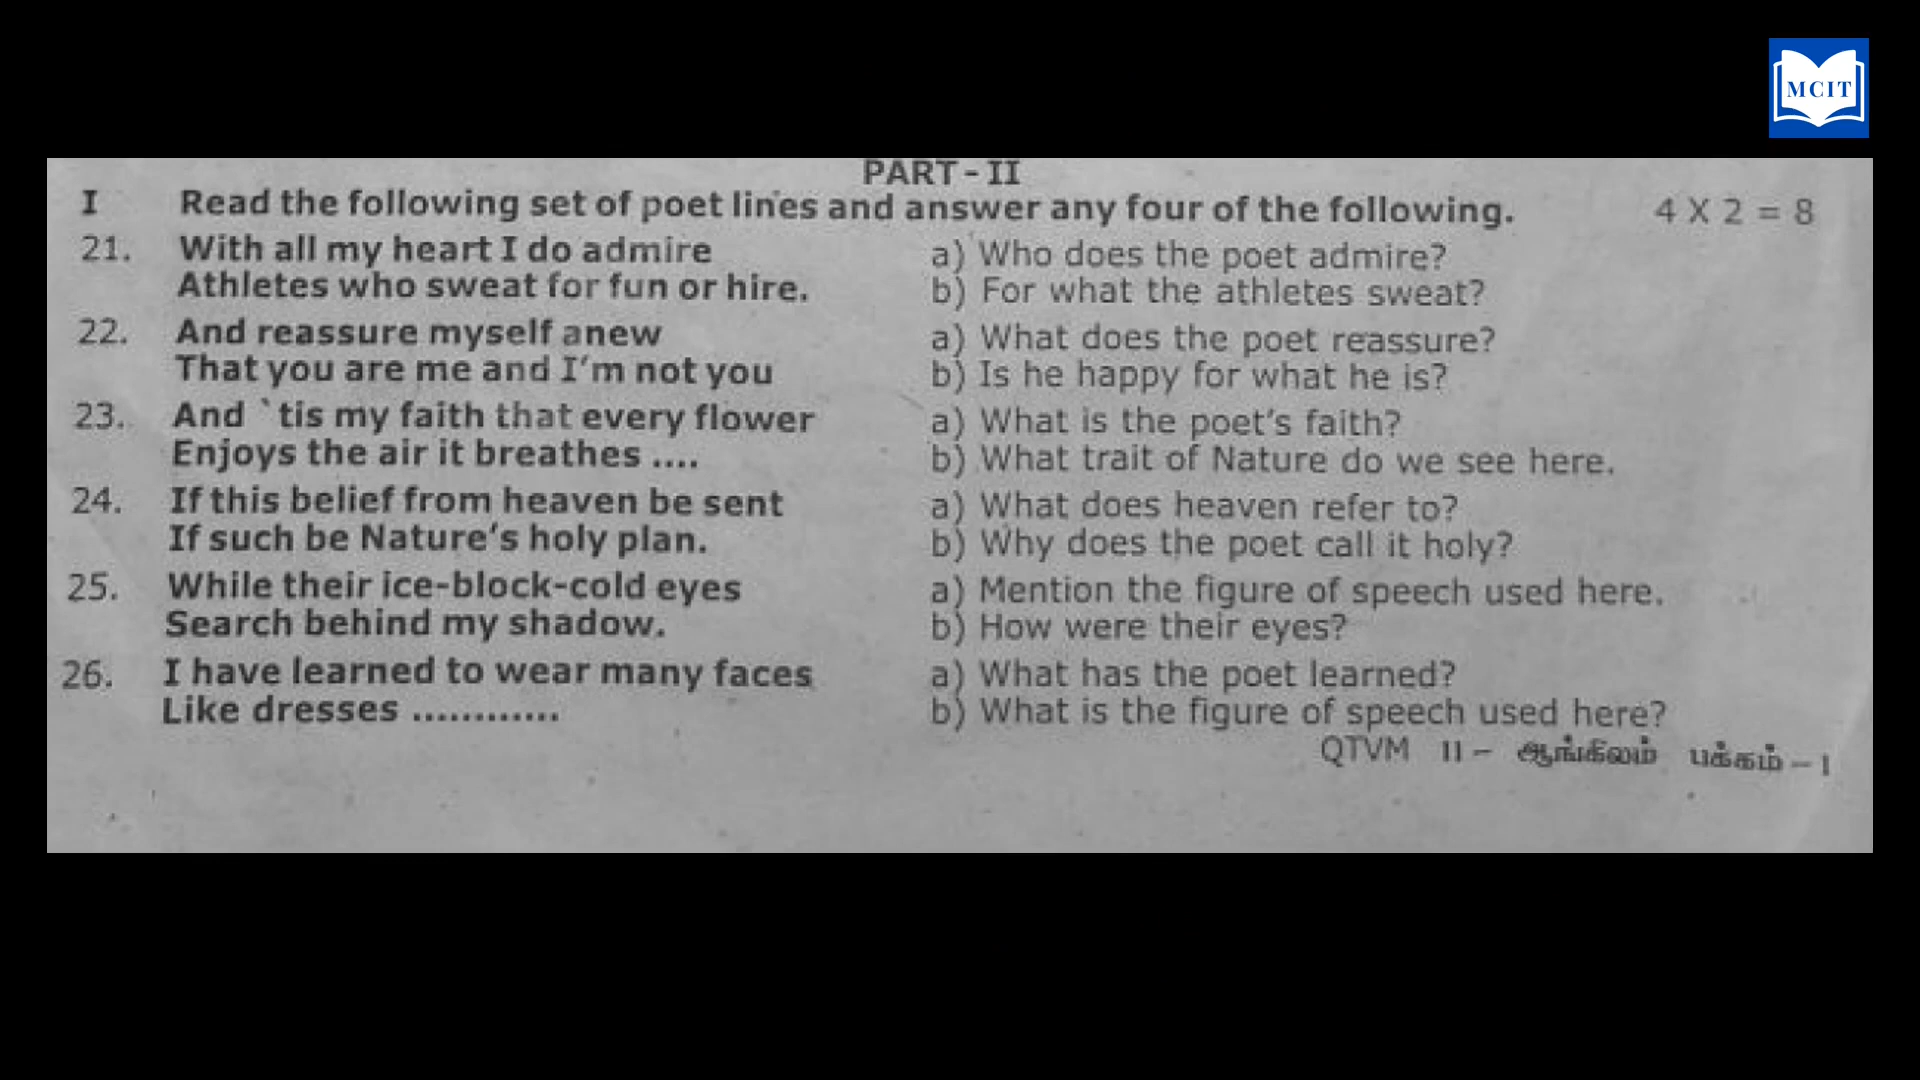 MCIT
PART - II
I Read the following set of poet lines and answer any four of the following. 4 X 2 = 8
21. With all my heart I do admire a) Who does the poet admire?
Athletes who sweat for fun or hire. b) For what the athletes sweat?
22. And reassure myself anew a) What does the poet reassure?
That you are me and I'm not you b) Is he happy for what he is?
23. And `tis my faith that every flower a) What is the poet's faith?
Enjoys the air it breathes .... b) What trait of Nature do we see here.
24. If this belief from heaven be sent a) What does heaven refer to?
If such be Nature's holy plan. b) Why does the poet call it holy?
25. While their ice-block-cold eyes a) Mention the figure of speech used here.
Search behind my shadow. b) How were their eyes?
26. I have learned to wear many faces a) What has the poet learned?
Like dresses ............ b) What is the figure of speech used here?
QTVM 11 - ஆங்கிலம் பக்கம் - 1